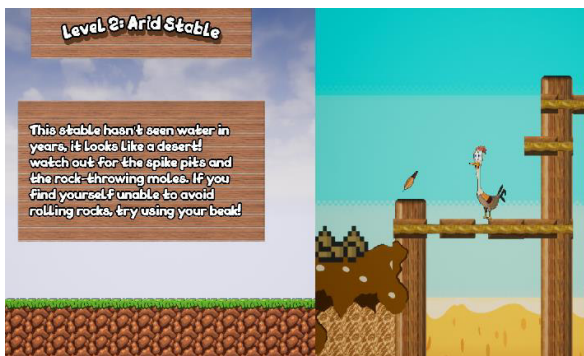 Level 2: Arid Stable
This stable hasn't seen water in
years, it looks like a desert!
watch out for the spike pits and
the rock-throwing moles. If you
find yourself unable to avoid
rolling rocks, try using your beak!